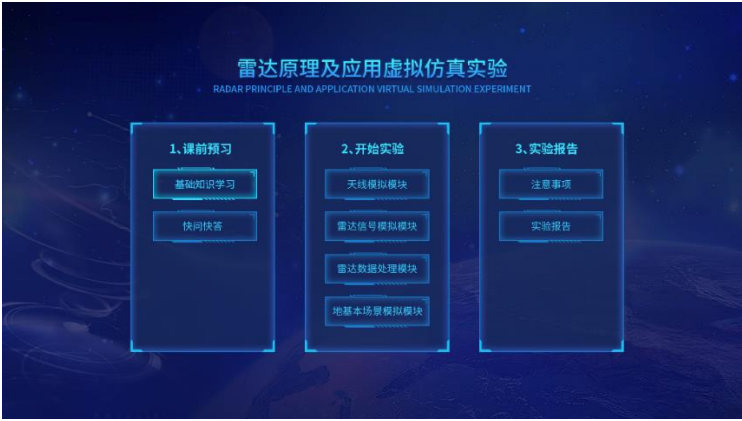 雷达原理及应用虚拟仿真实验
RADAR PRINCIPLE AND APPLICATION VIRTUAL SIMULATION EXPERIMENT
1、课前预习
基础知识学习
快问快答
2、开始实验
天线模拟模块
雷达信号模拟模块
雷达数据处理模块
地基本场景模拟模块
3、实验报告
注意事项
实验报告